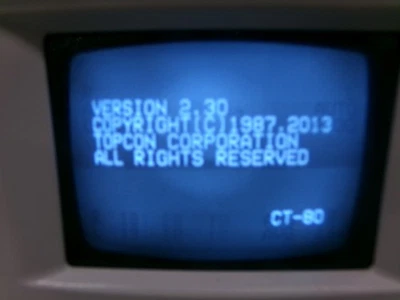 VERSION 2.30
COPYRIGHT(C)1987,2013
TOPCON CORPORATION
ALL RIGHTS RESERVED
CT-80